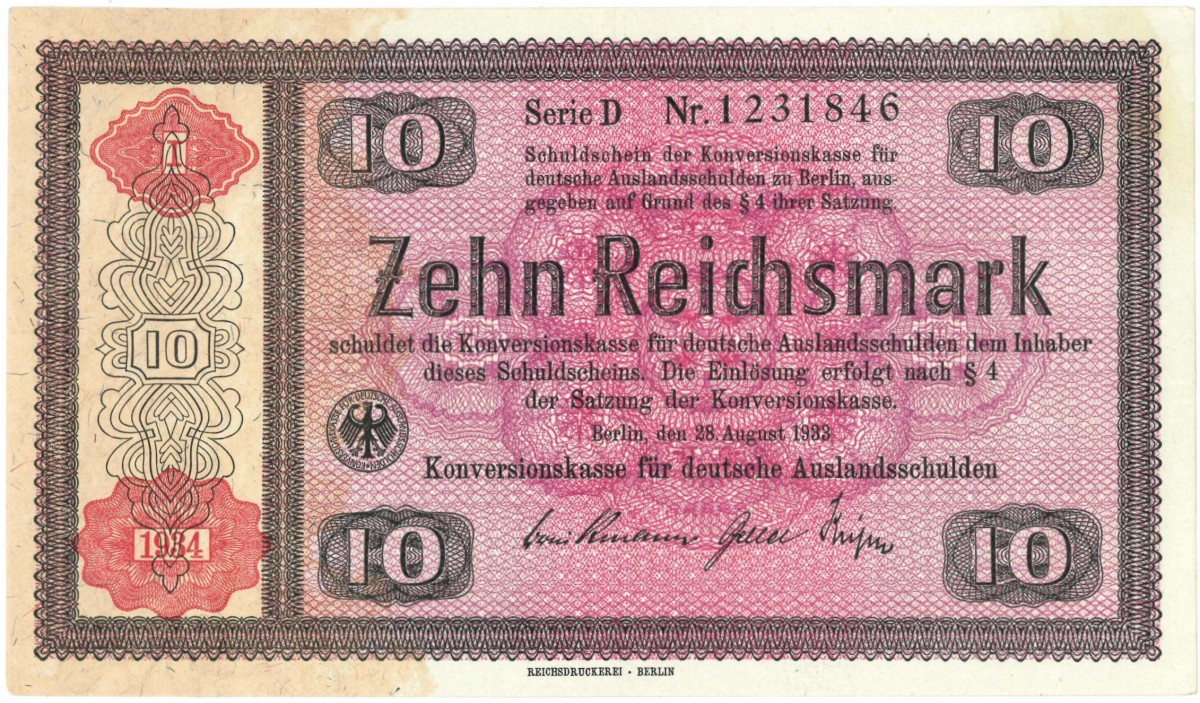 Serie D Nr. 1231846
10 10
Schuldschein der Konversionskasse für
deutsche Auslandsschulden zu Berlin, aus-
gegeben auf Grund des § 4 ihrer Satzung
Zehn Reichsmark
10
schuldet die Konversionskasse für deutsche Auslandsschulden dem Inhaber
dieses Schuldscheins. Die Einlösung erfolgt nach § 4
der Satzung der Konversionskasse.
Berlin, den 28. August 1933
Konversionskasse für deutsche Auslandsschulden
1934
10 10
REICHSDRUCKEREI · BERLIN